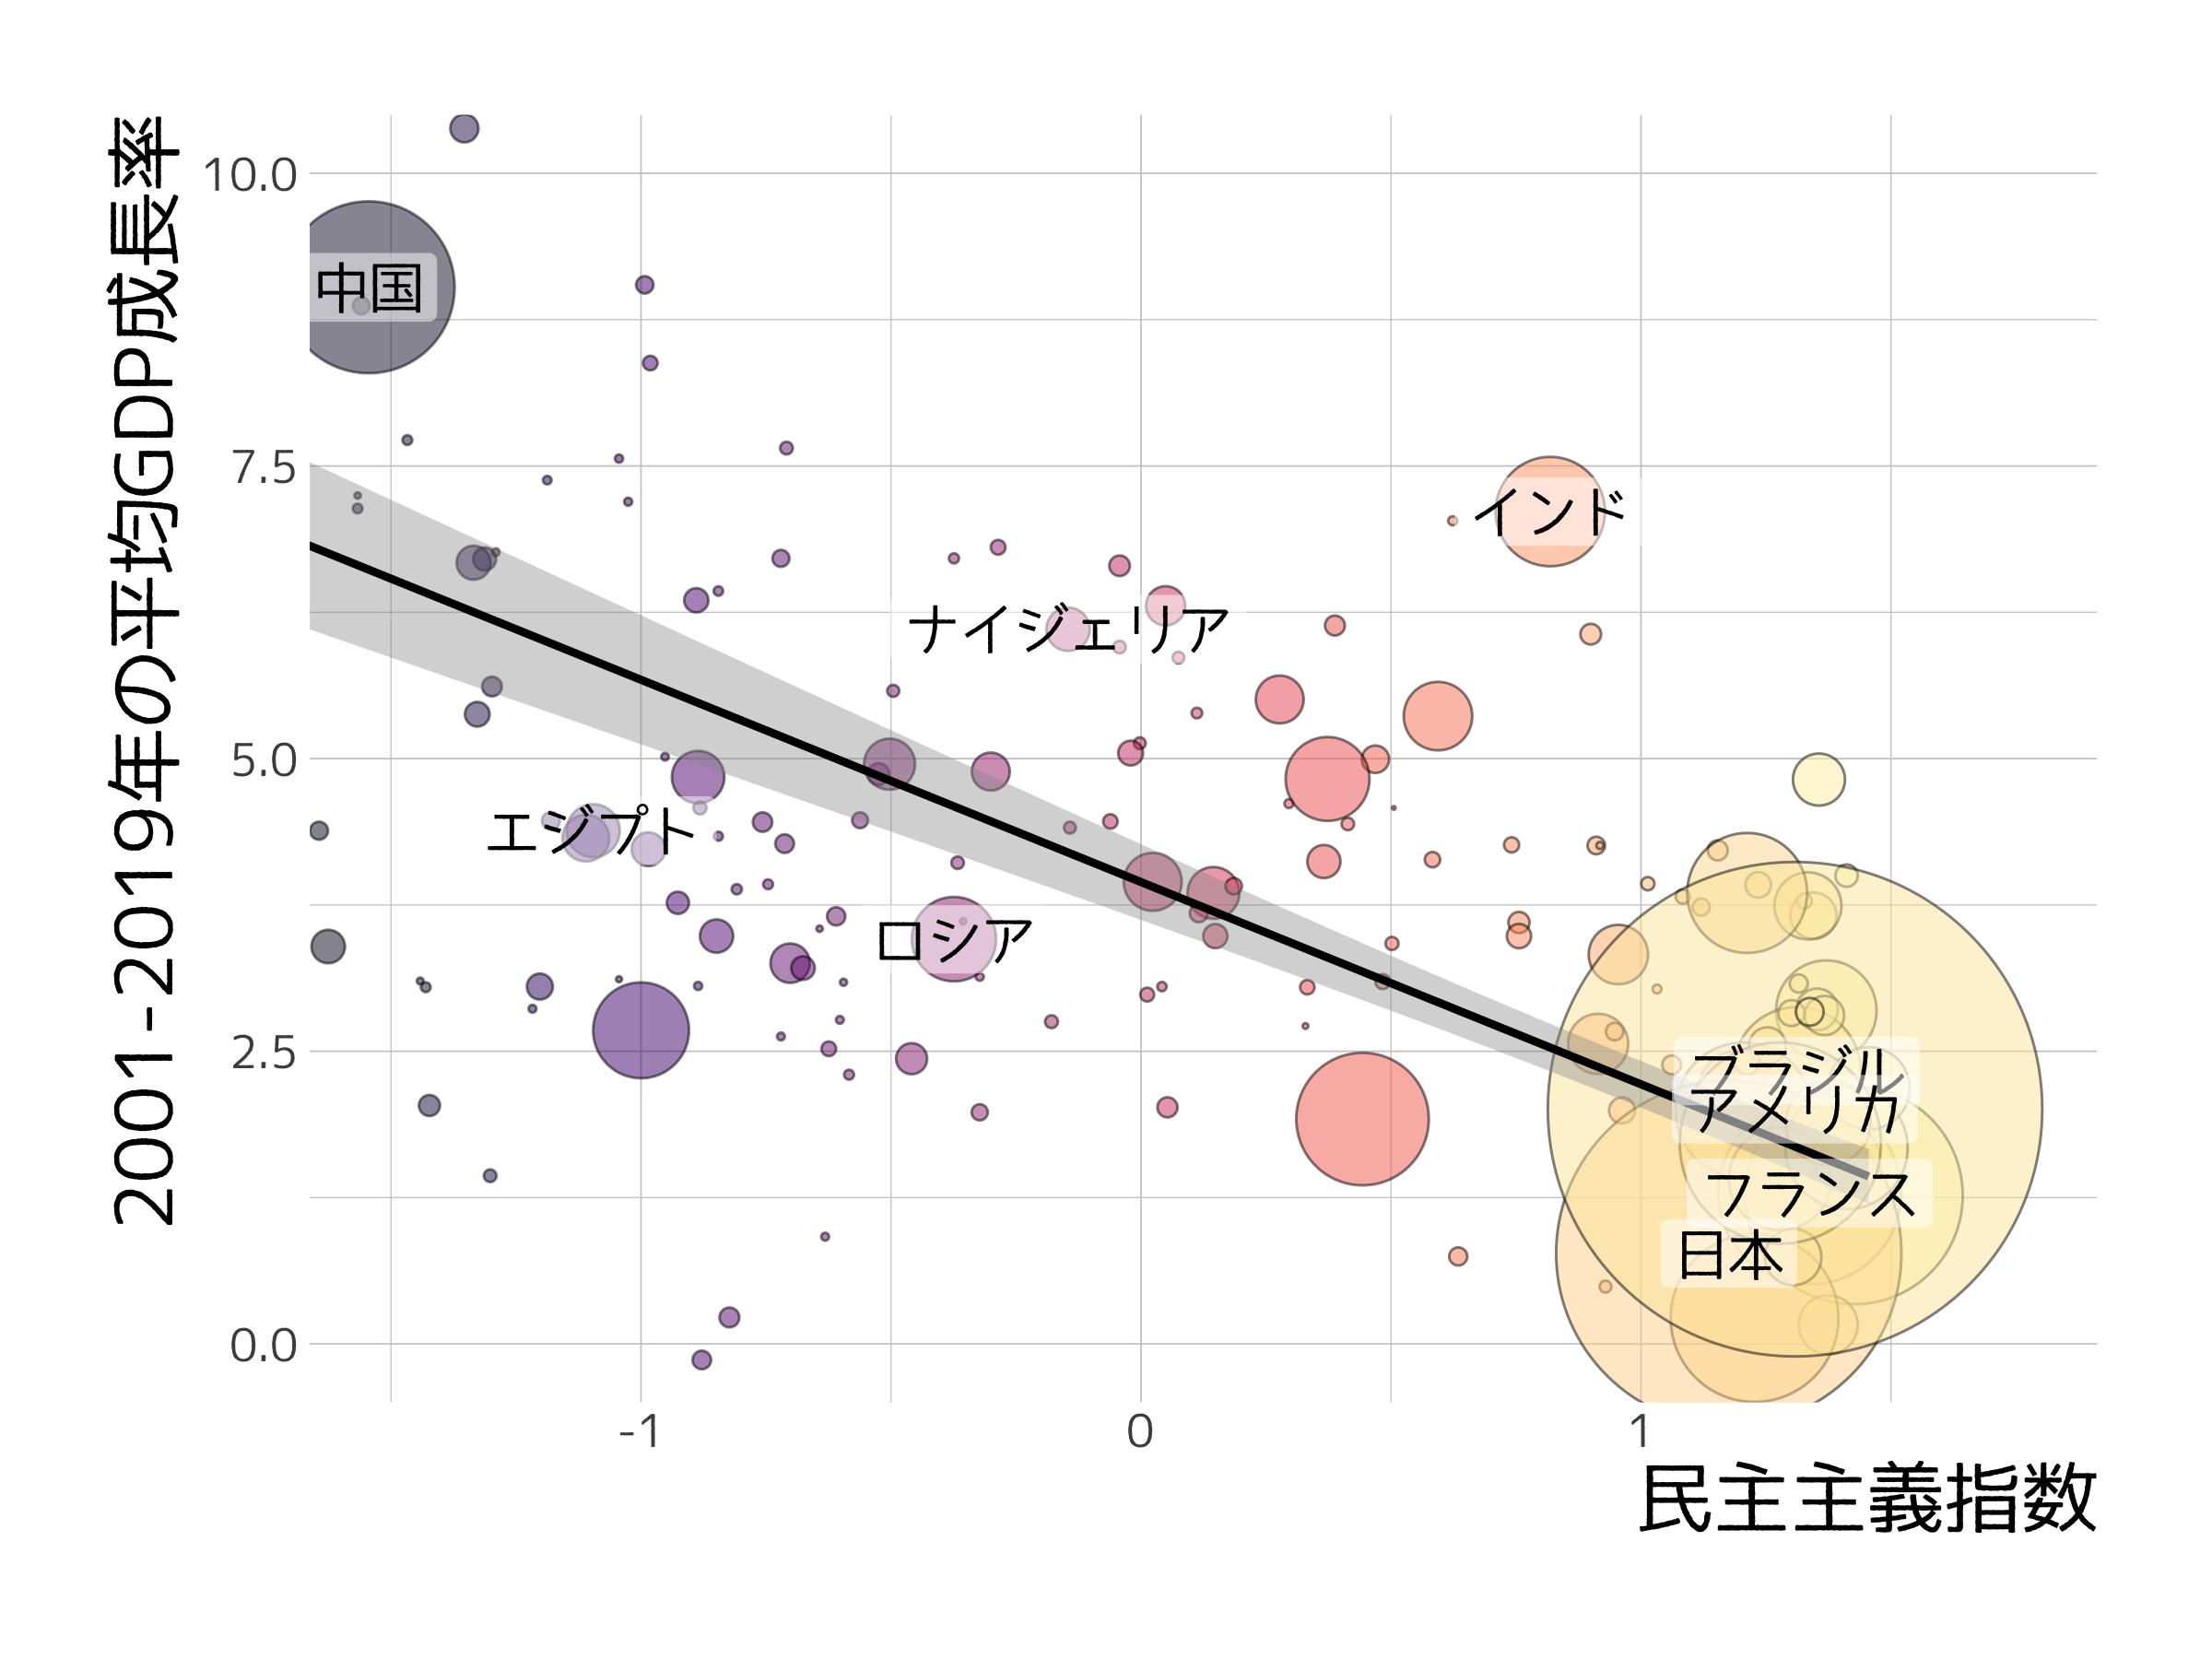 2001-2019年の平均GDP成長率
10.0
7.5
5.0
2.5
0.0
中国
インド
ナイジェリア
エジプト
ロシア
ブラジル
アメリカ
フランス
日本
-1
0
1
民主主義指数